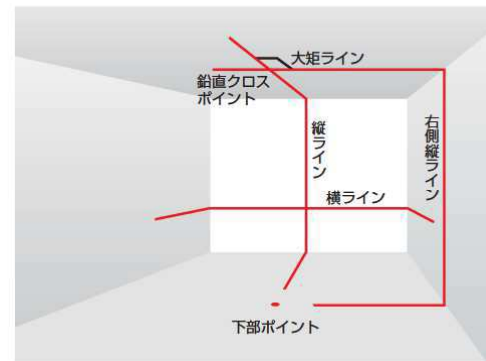 大矩ライン
鉛直クロス
ポイント
縦ライン
右側縦ライン
横ライン
下部ポイント